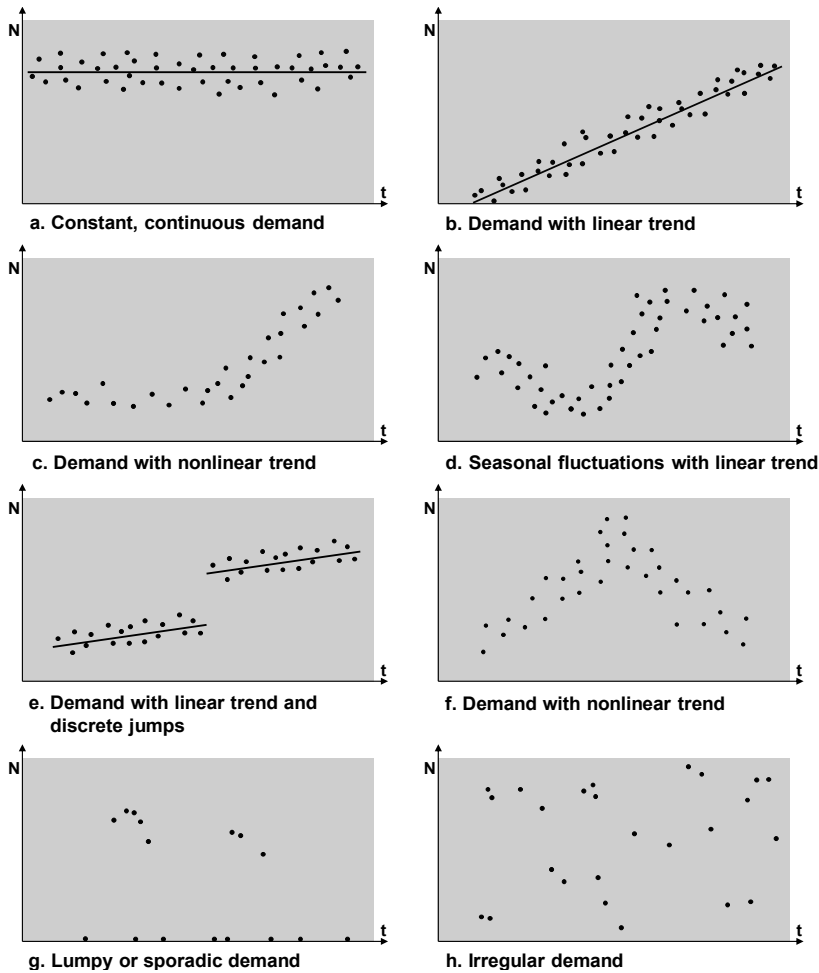 N
t
a. Constant, continuous demand
N
t
b. Demand with linear trend
N
t
c. Demand with nonlinear trend
N
t
d. Seasonal fluctuations with linear trend
N
t
e. Demand with linear trend and
discrete jumps
N
t
f. Demand with nonlinear trend
N
t
g. Lumpy or sporadic demand
N
t
h. Irregular demand